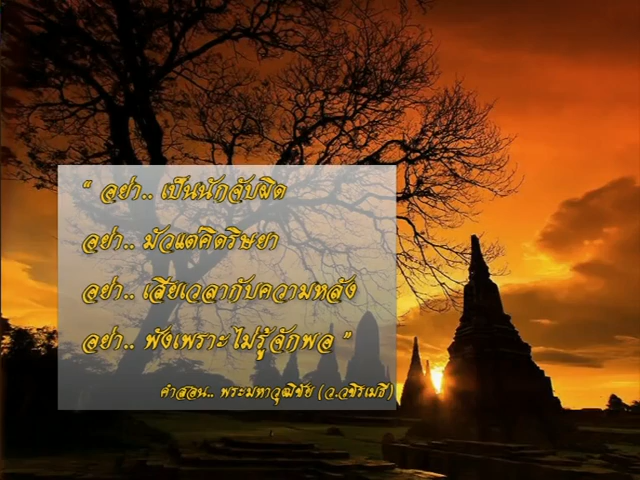 “ อย่า.. เป็นนักจับผิด
อย่า.. มัวแต่คิดริษยา
อย่า.. เสียเวลากับความหลัง
อย่า.. พังเพราะไม่รู้จักพอ ”
คำสอน.. พระมหาวุฒิชัย (ว.วชิรเมธี)